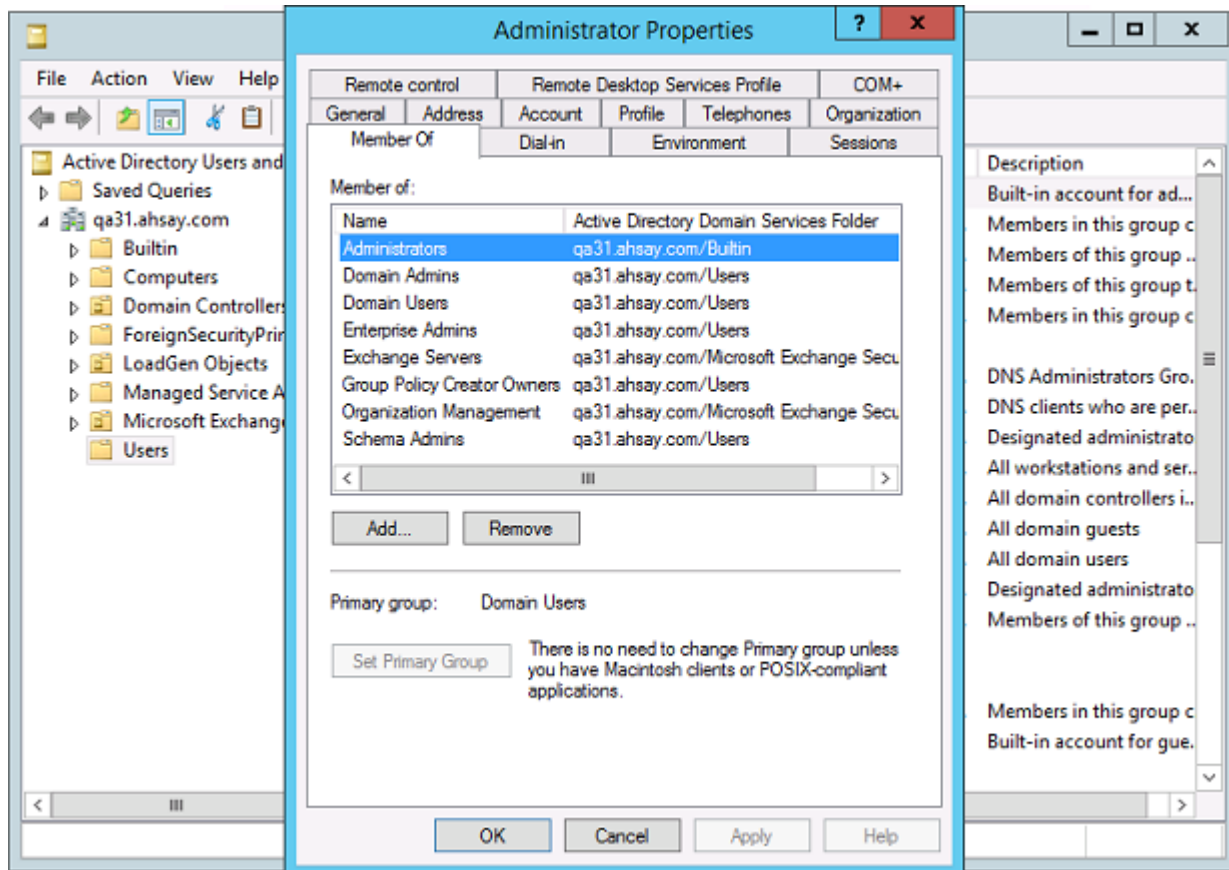 Administrator Properties
?
x
File Action View Help
Active Directory Users and
Saved Queries
qa31.ahsay.com
Builtin
Computers
Domain Controllers
ForeignSecurityPrin
LoadGen Objects
Managed Service A
Microsoft Exchang
Users
Remote control Remote Desktop Services Profile COM+
General Address Account Profile Telephones Organization
Member Of Dial-in Environment Sessions
Member of:
Name Active Directory Domain Services Folder
Administrators qa31.ahsay.com/Builtin
Domain Admins qa31.ahsay.com/Users
Domain Users qa31.ahsay.com/Users
Enterprise Admins qa31.ahsay.com/Users
Exchange Servers qa31.ahsay.com/Microsoft Exchange Secu
Group Policy Creator Owners qa31.ahsay.com/Users
Organization Management qa31.ahsay.com/Microsoft Exchange Secu
Schema Admins qa31.ahsay.com/Users
Add... Remove
Primary group: Domain Users
Set Primary Group
There is no need to change Primary group unless
you have Macintosh clients or POSIX-compliant
applications.
OK Cancel Apply Help
Description
Built-in account for ad...
Members in this group c
Members of this group ..
Members of this group t.
Members in this group c
DNS Administrators Gro.
DNS clients who are per..
Designated administrato
All workstations and ser..
All domain controllers i..
All domain guests
All domain users
Designated administrato
Members of this group ..
Members in this group c
Built-in account for gue.